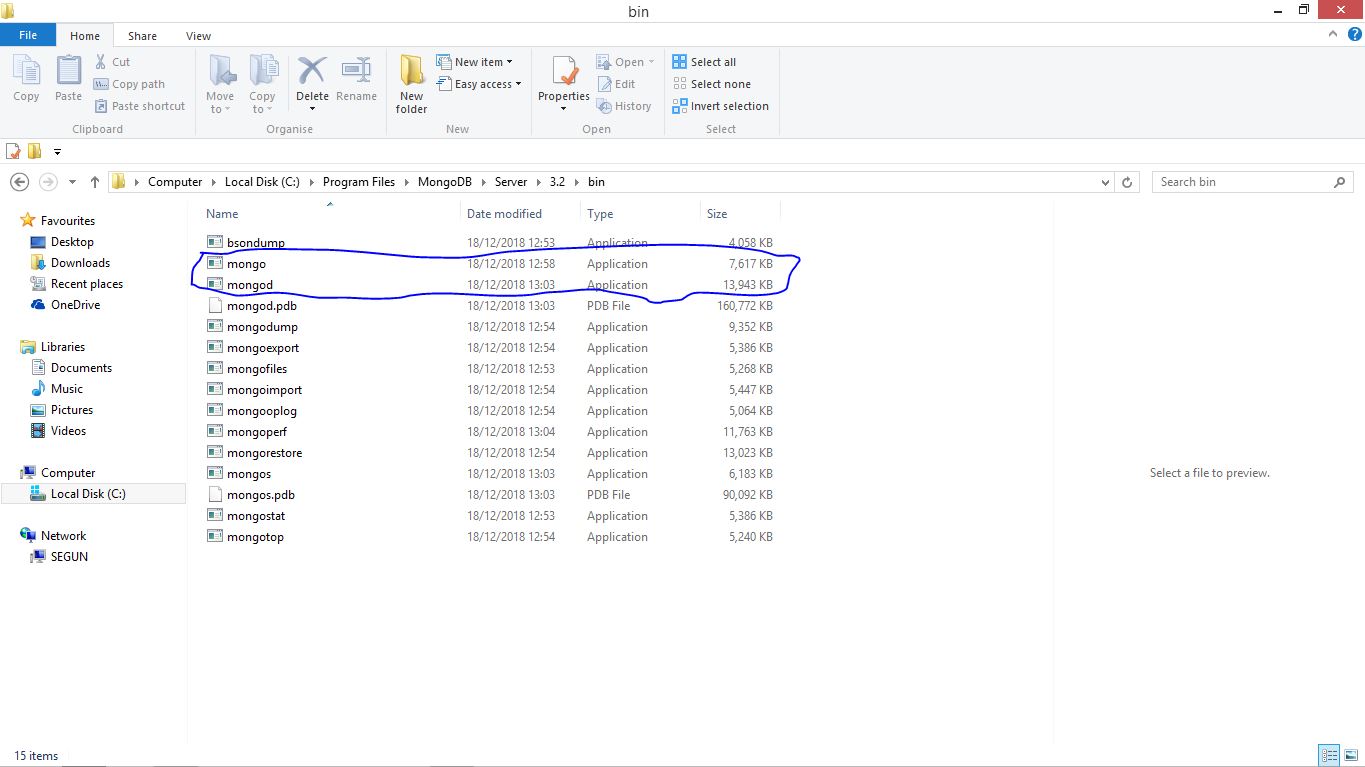 bin
File Home Share View
Copy Paste Cut Copy path Paste shortcut Clipboard
Move to Copy to Delete Rename Organise
New folder New item Easy access New
Properties Open Edit History Open
Select all Select none Invert selection Select
Computer Local Disk (C:) Program Files MongoDB Server 3.2 bin Search bin
Favourites
Desktop
Downloads
Recent places
OneDrive
Libraries
Documents
Music
Pictures
Videos
Computer
Local Disk (C:)
Network
SEGUN
Name Date modified Type Size
bsondump 18/12/2018 12:53 Application 4,058 KB
mongo 18/12/2018 12:58 Application 7,617 KB
mongod 18/12/2018 13:03 Application 13,943 KB
mongod.pdb 18/12/2018 13:03 PDB File 160,772 KB
mongodump 18/12/2018 12:54 Application 9,352 KB
mongoexport 18/12/2018 12:54 Application 5,386 KB
mongofiles 18/12/2018 12:53 Application 5,268 KB
mongoimport 18/12/2018 12:54 Application 5,447 KB
mongooplog 18/12/2018 12:54 Application 5,064 KB
mongoperf 18/12/2018 13:04 Application 11,763 KB
mongorestore 18/12/2018 12:54 Application 13,023 KB
mongos 18/12/2018 13:03 Application 6,183 KB
mongos.pdb 18/12/2018 13:03 PDB File 90,092 KB
mongostat 18/12/2018 12:53 Application 5,386 KB
mongotop 18/12/2018 12:54 Application 5,240 KB
Select a file to preview.
15 items